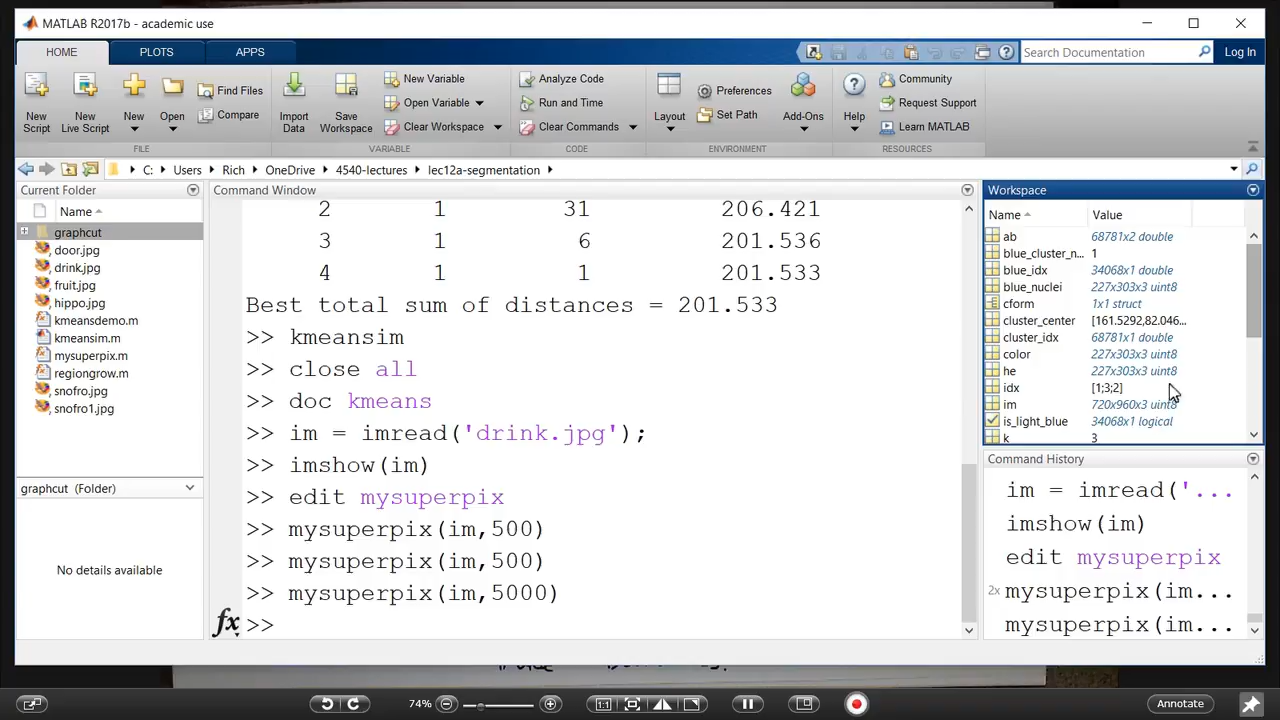 MATLAB R2017b - academic use
HOME PLOTS APPS
Search Documentation Log In
New Script
New Live Script
New
Open
Find Files
Compare
FILE
Import Data
Save Workspace
New Variable
Open Variable
Clear Workspace
VARIABLE
Analyze Code
Run and Time
Clear Commands
CODE
Layout
Preferences
Set Path
Add-Ons
ENVIRONMENT
Help
Community
Request Support
Learn MATLAB
RESOURCES
C: Users Rich OneDrive 4540-lectures lec12a-segmentation
Current Folder
Name
graphcut
door.jpg
drink.jpg
fruit.jpg
hippo.jpg
kmeansdemo.m
kmeansim.m
mysuperpix.m
regiongrow.m
snofro.jpg
snofro1.jpg
graphcut (Folder)
No details available
Command Window
2 1 31 206.421
3 1 6 201.536
4 1 1 201.533
Best total sum of distances = 201.533
>> kmeansim
>> close all
>> doc kmeans
>> im = imread('drink.jpg');
>> imshow(im)
>> edit mysuperpix
>> mysuperpix(im,500)
>> mysuperpix(im,500)
>> mysuperpix(im,5000)
fx >>
Workspace
Name Value
ab 68781x2 double
blue_cluster_n... 1
blue_idx 34068x1 double
blue_nuclei 227x303x3 uint8
cform 1x1 struct
cluster_center [161.5292,82.046...
cluster_idx 68781x1 double
color 227x303x3 uint8
he 227x303x3 uint8
idx [1;3;2]
im 720x960x3 uint8
is_light_blue 34068x1 logical
k 3
Command History
im = imread('...
imshow(im)
edit mysuperpix
2x mysuperpix(im...
mysuperpix(im...
74% 1:1 Annotate